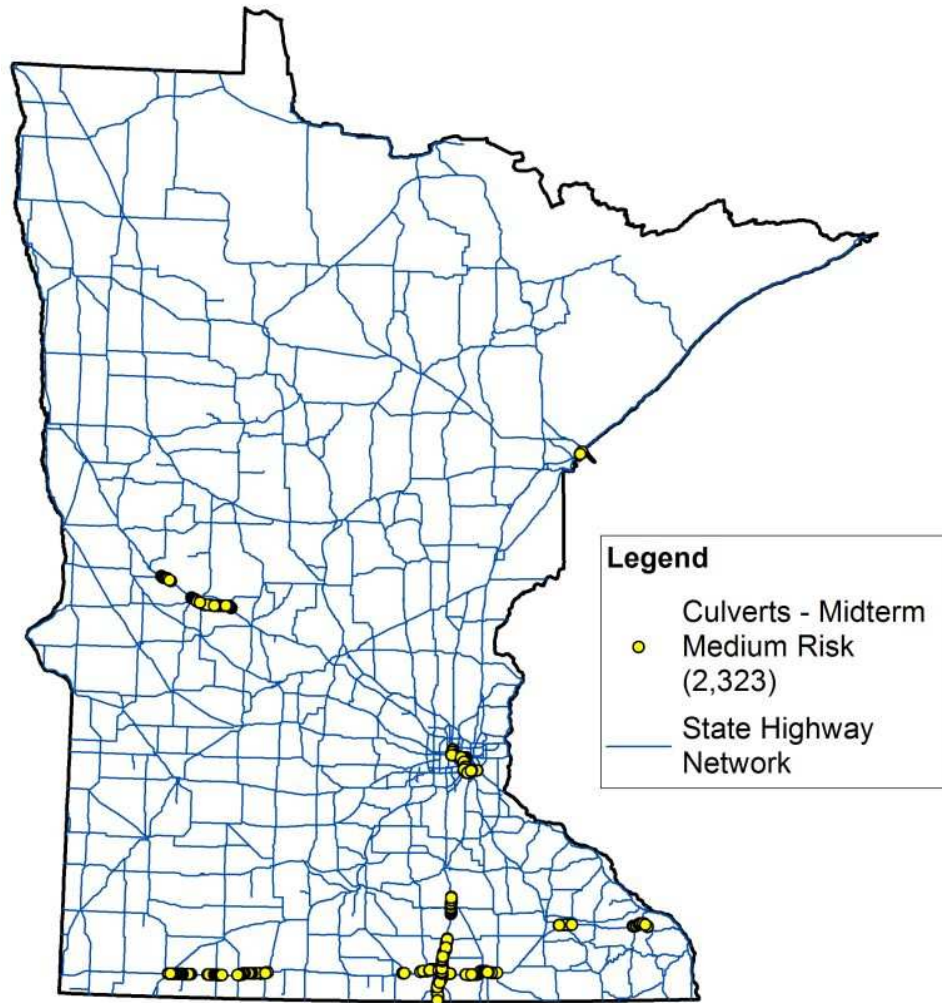 Legend
Culverts - Midterm
Medium Risk
(2,323)
State Highway
Network